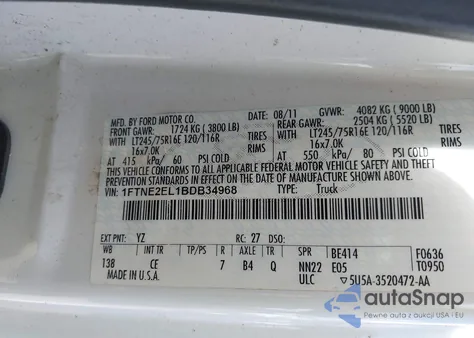 MFD. BY FORD MOTOR CO.
08/11 GVWR: 4082 KG ( 9000 LB)
FRONT GAWR: 1724 KG ( 3800 LB)
REAR GAWR: 2504 KG ( 5520 LB)
LT245/75R16E 120/116R TIRES
LT245/75R16E 120/116R TIRES
16x7.0K RIMS
16x7.0K RIMS
AT 415 kPa/ 60 PSI COLD
AT 550 kPa/ 80 PSI COLD
THIS VEHICLE CONFORMS TO ALL APPLICABLE FEDERAL MOTOR VEHICLE SAFETY AND THEFT PREVENTION STANDARDS IN EFFECT ON THE DATE OF MANUFACTURE SHOWN ABOVE.
VIN: 1FTNE2EL1BDB34968
TYPE: Truck
EXT PNT: YZ RC: 27 DSO:
WB INT TR TP/PS R AXLE TR SPR BE414 F0636
138 CE 7 B4 Q NN22 E05 T0950
MADE IN U.S.A. ULC ▽5U5A-3520472-AA
autoSnap
Pewne auto z aukcji w USA i EU